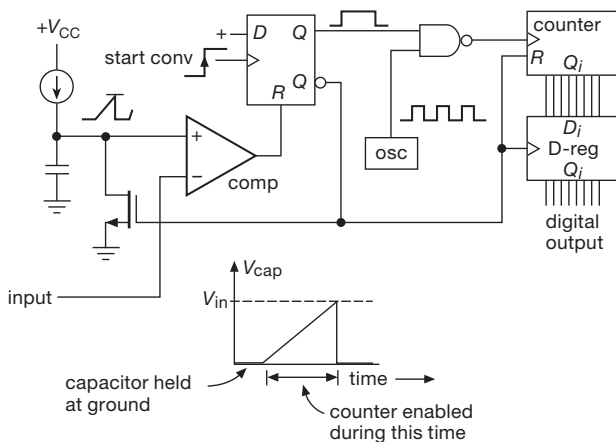 +VCC
start conv
+
D
Q
Q
R
+
−
comp
osc
counter
R
Qi
Di
D-reg
Qi
digital
output
input
Vcap
Vin
time
capacitor held
at ground
counter enabled
during this time